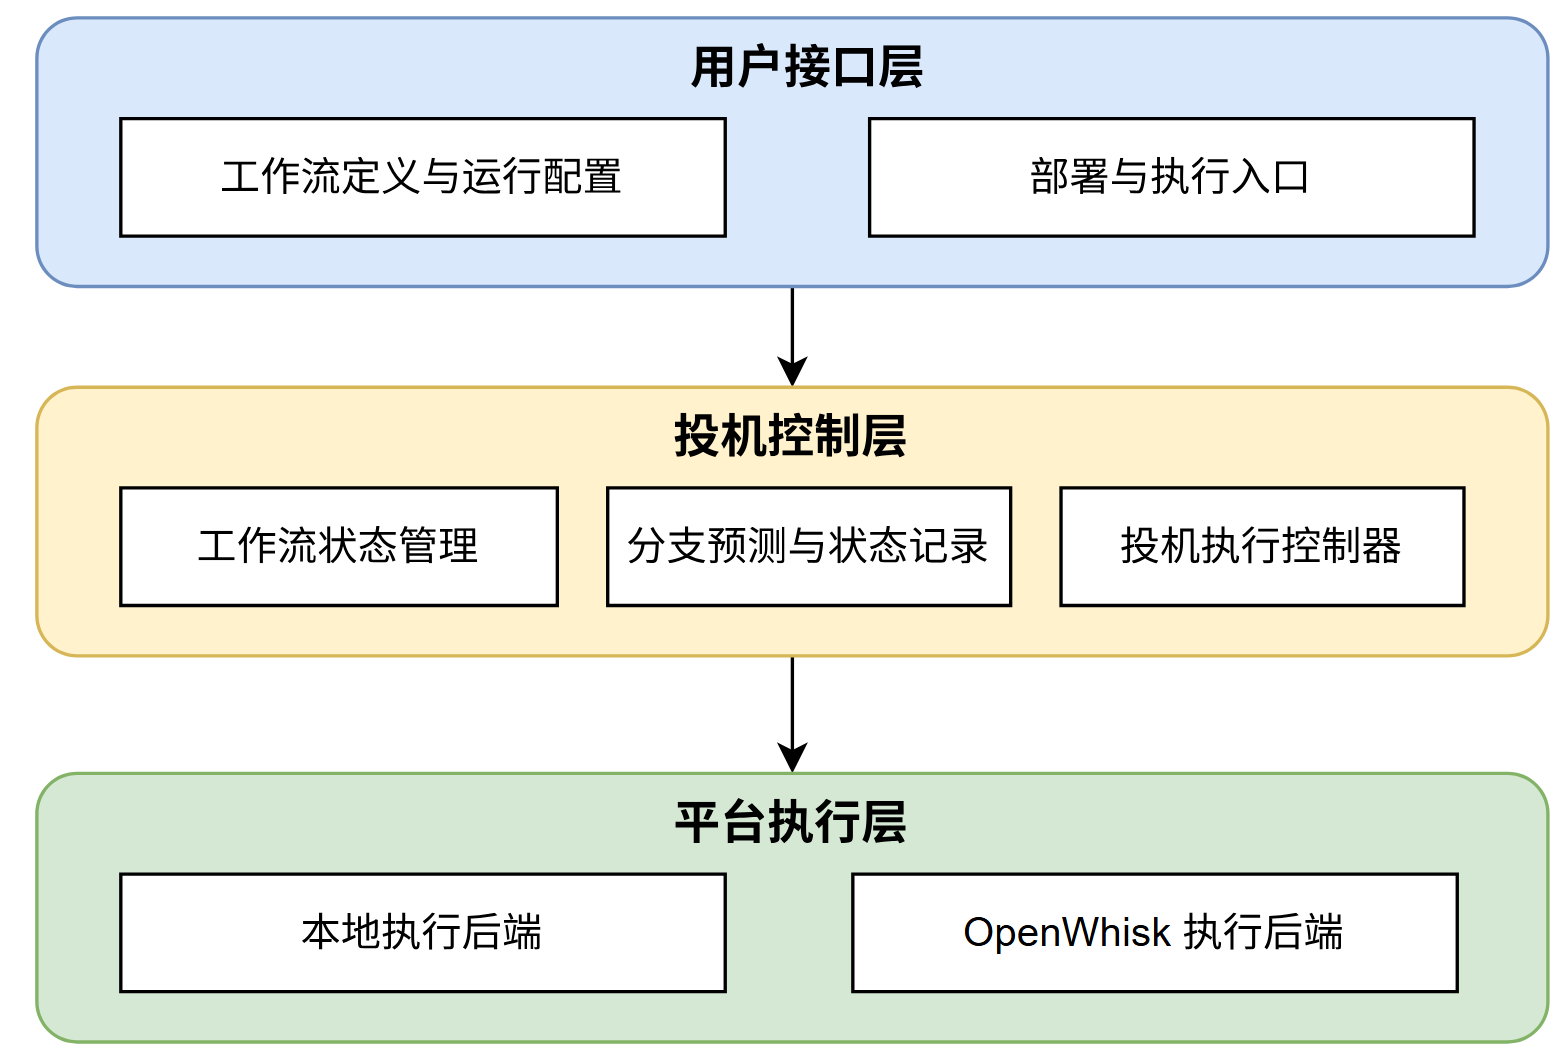 用户接口层
工作流定义与运行配置
部署与执行入口
投机控制层
工作流状态管理
分支预测与状态记录
投机执行控制器
平台执行层
本地执行后端
OpenWhisk 执行后端